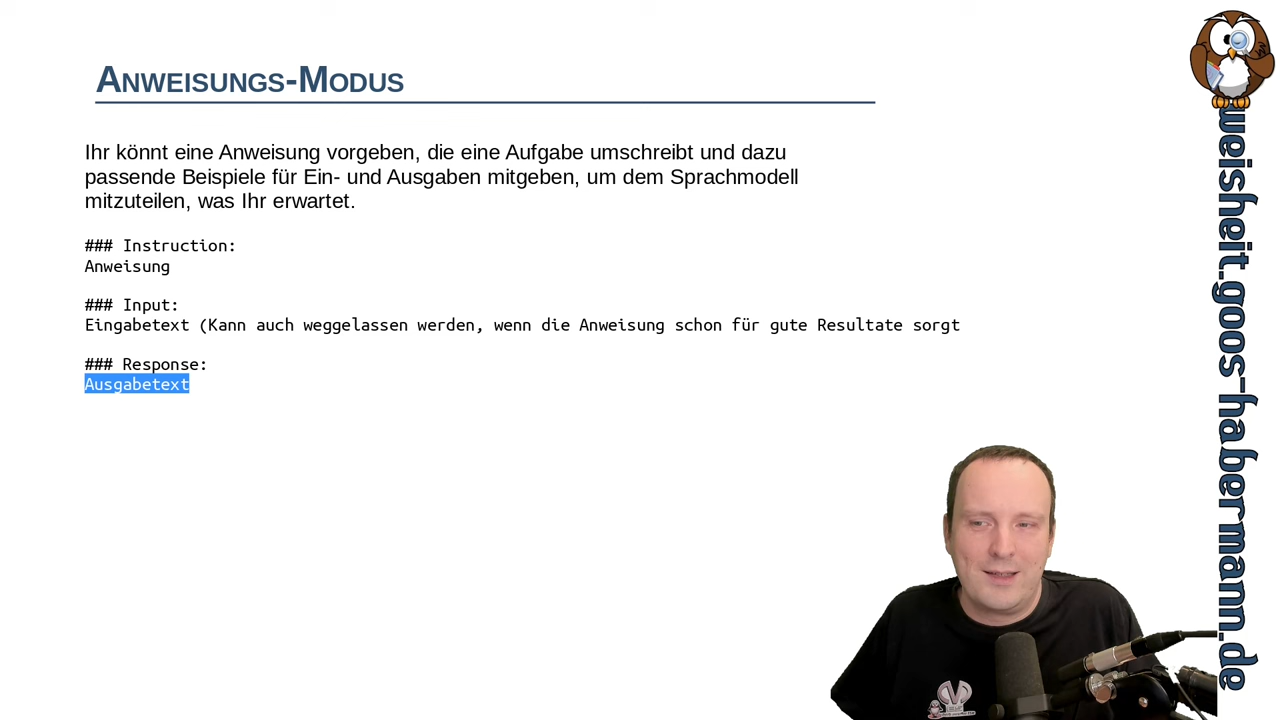 Anweisungs-Modus
Ihr könnt eine Anweisung vorgeben, die eine Aufgabe umschreibt und dazu
passende Beispiele für Ein- und Ausgaben mitgeben, um dem Sprachmodell
mitzuteilen, was Ihr erwartet.
### Instruction:
Anweisung
### Input:
Eingabetext (Kann auch weggelassen werden, wenn die Anweisung schon für gute Resultate sorgt
### Response:
Ausgabetext
weisheit.goos-habermann.de